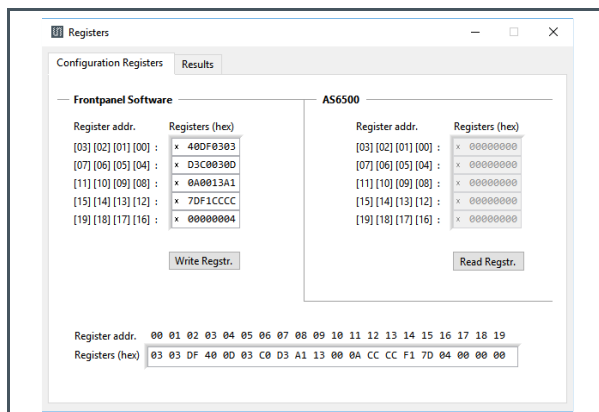 Registers
Configuration Registers Results
Frontpanel Software AS6500
Register addr. Registers (hex) Register addr. Registers (hex)
[03] [02] [01] [00] : x 40DF0303 [03] [02] [01] [00] : x 00000000
[07] [06] [05] [04] : x D3C0030D [07] [06] [05] [04] : x 00000000
[11] [10] [09] [08] : x 0A0013A1 [11] [10] [09] [08] : x 00000000
[15] [14] [13] [12] : x 7DF1CCCC [15] [14] [13] [12] : x 00000000
[19] [18] [17] [16] : x 00000004 [19] [18] [17] [16] : x 00000000
Write Regstr. Read Regstr.
Register addr. 00 01 02 03 04 05 06 07 08 09 10 11 12 13 14 15 16 17 18 19
Registers (hex) 03 03 DF 40 0D 03 C0 D3 A1 13 00 0A CC CC F1 7D 04 00 00 00